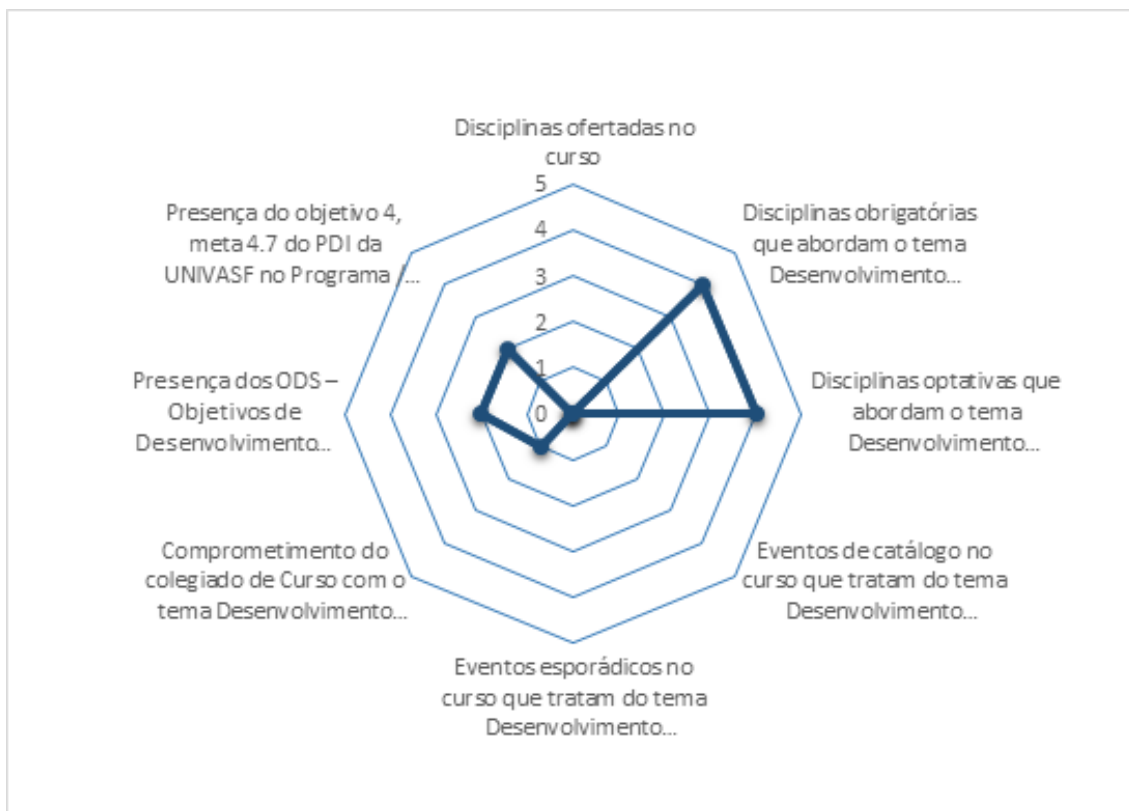 Disciplinas ofertadas no
curso
5
4
3
2
1
0
Disciplinas obrigatórias
que abordam o tema
Desenvolvimento...
Disciplinas optativas que
abordam o tema
Desenvolvimento...
Eventos de catálogo no
curso que tratam do tema
Desenvolvimento...
Eventos esporádicos no
curso que tratam do tema
Desenvolvimento...
Comprometimento do
colegiado de Curso com o
tema Desenvolvimento...
Presença dos ODS –
Objetivos de
Desenvolvimento...
Presença do objetivo 4,
meta 4.7 do PDI da
UNIVASF no Programa /...